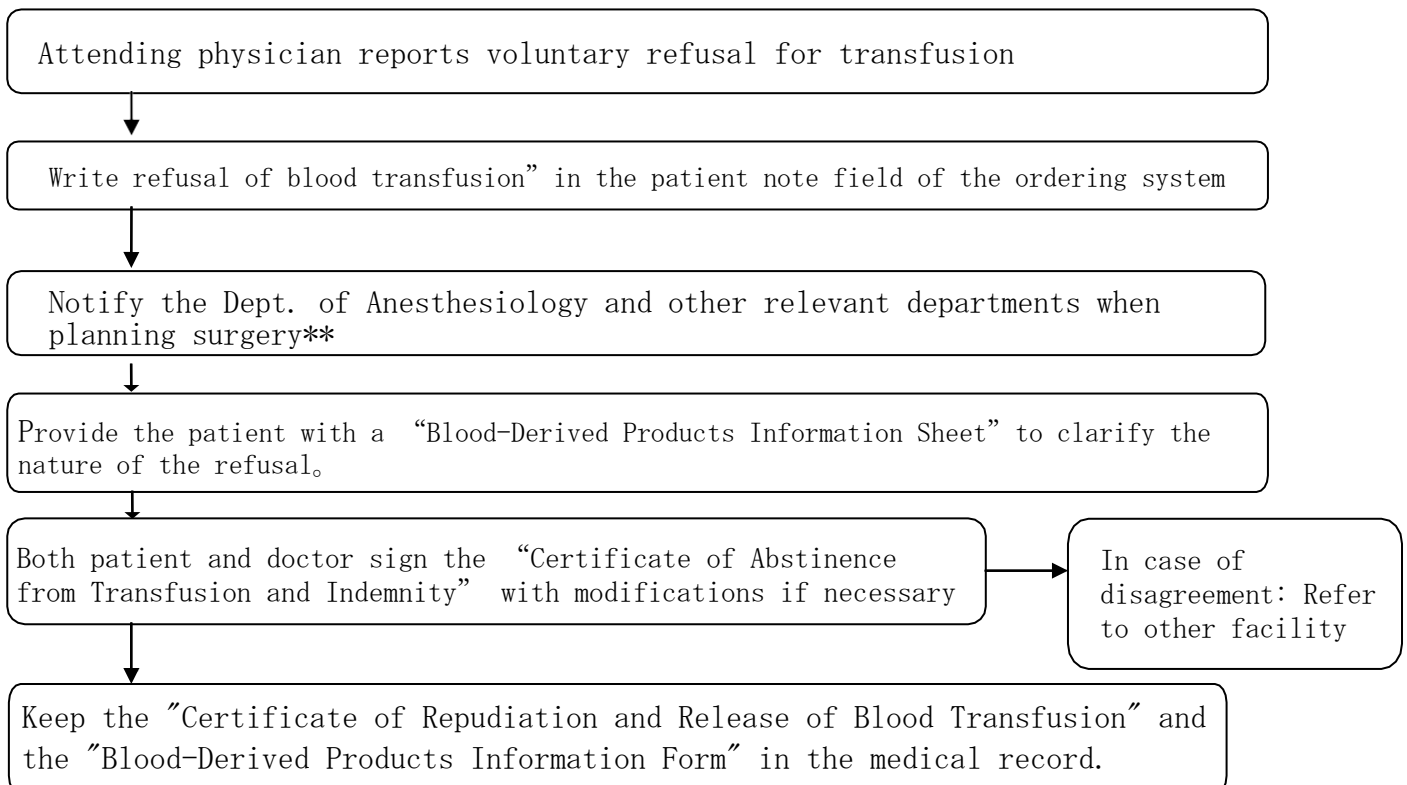 Attending physician reports voluntary refusal for transfusion
Write refusal of blood transfusion” in the patient note field of the ordering system
Notify the Dept. of Anesthesiology and other relevant departments when
planning surgery**
Provide the patient with a “Blood-Derived Products Information Sheet” to clarify the
nature of the refusal。
Both patient and doctor sign the “Certificate of Abstinence
from Transfusion and Indemnity” with modifications if necessary
In case of
disagreement: Refer
to other facility
Keep the "Certificate of Repudiation and Release of Blood Transfusion" and
the "Blood-Derived Products Information Form" in the medical record.